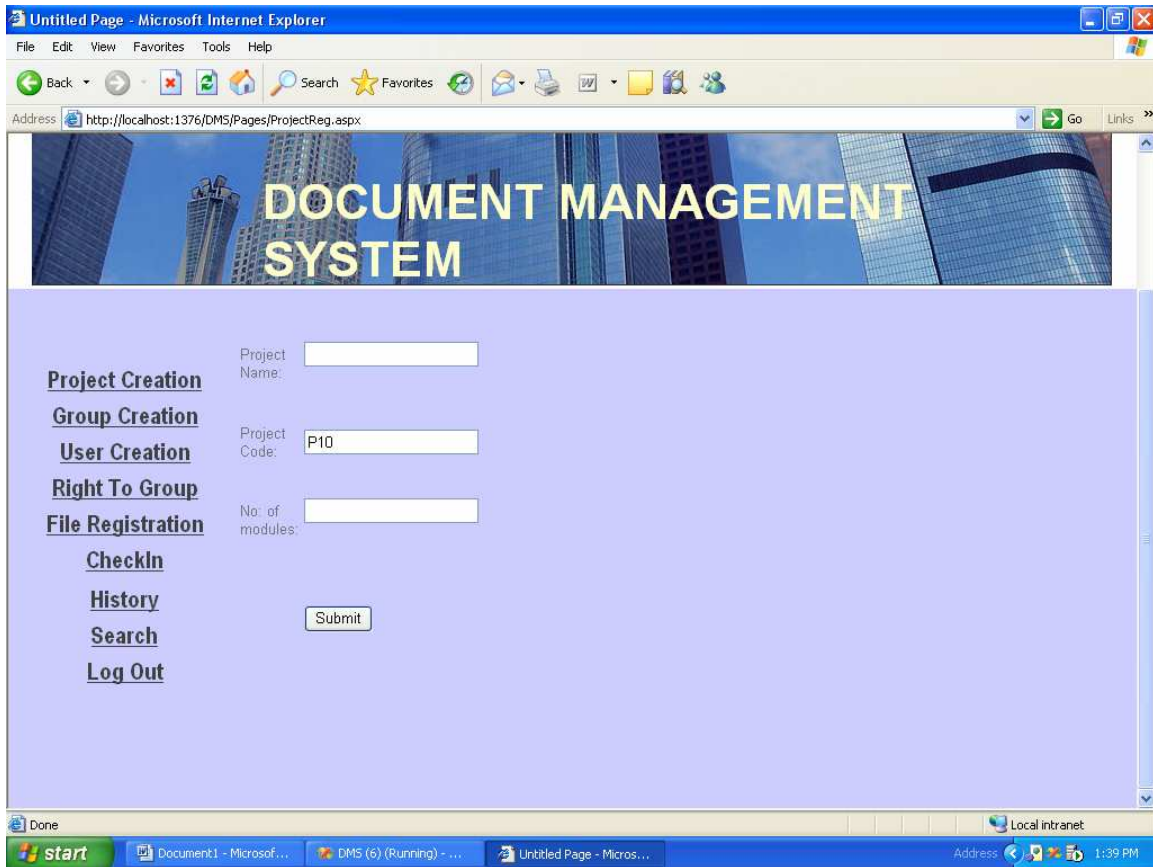 Untitled Page - Microsoft Internet Explorer
File Edit View Favorites Tools Help
Back Search Favorites
Address http://localhost:1376/DMS/Pages/ProjectReg.aspx Go Links »
DOCUMENT MANAGEMENT
SYSTEM
Project Creation
Group Creation
User Creation
Right To Group
File Registration
CheckIn
History
Search
Log Out
Project
Name:
Project
Code:
P10
No: of
modules:
Submit
Done Local intranet
start Document1 - Microsof... DMS (6) (Running) - ... Untitled Page - Micros... Address 1:39 PM